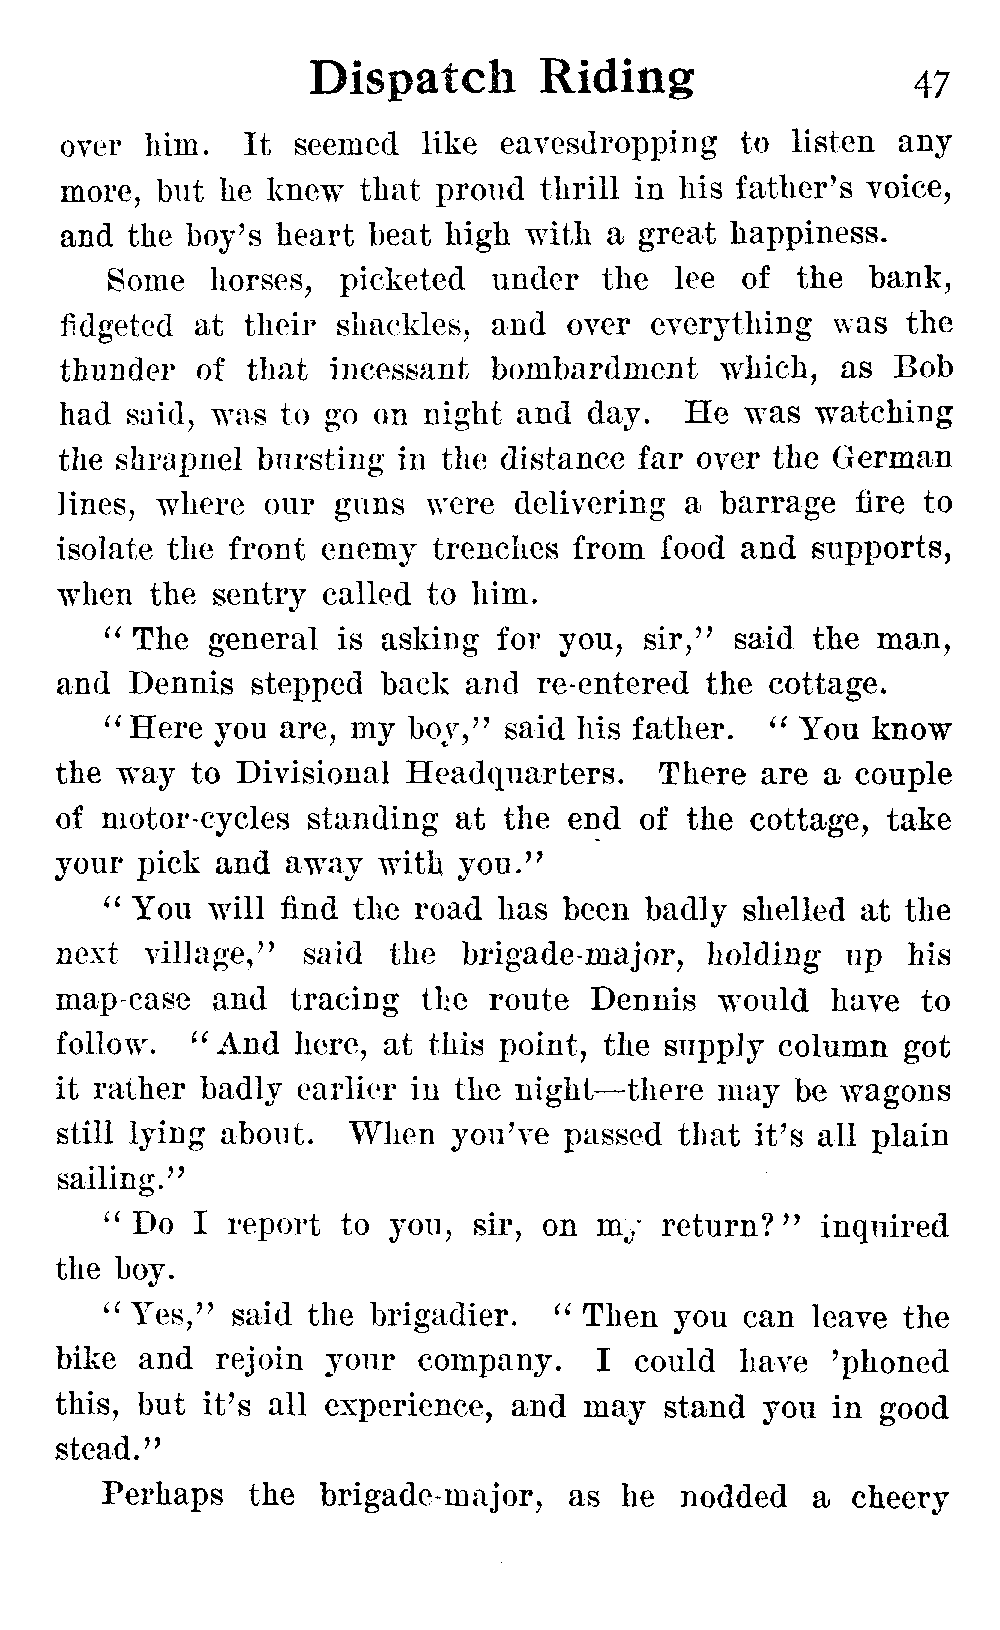 Dispatch Riding 47
over him. It seemed like eavesdropping to listen any
more, but he knew that proud thrill in his father's voice,
and the boy's heart beat high with a great happiness.
Some horses, picketed under the lee of the bank,
fidgeted at their shackles, and over everything was the
thunder of that incessant bombardment which, as Bob
had said, was to go on night and day. He was watching
the shrapnel bursting in the distance far over the German
lines, where our guns were delivering a barrage fire to
isolate the front enemy trenches from food and supports,
when the sentry called to him.
"The general is asking for you, sir," said the man,
and Dennis stepped back and re-entered the cottage.
"Here you are, my boy," said his father. "You know
the way to Divisional Headquarters. There are a couple
of motor-cycles standing at the end of the cottage, take
your pick and away with you."
"You will find the road has been badly shelled at the
next village," said the brigade-major, holding up his
map-case and tracing the route Dennis would have to
follow. "And here, at this point, the supply column got
it rather badly earlier in the night—there may be wagons
still lying about. When you've passed that it's all plain
sailing."
"Do I report to you, sir, on my return?" inquired
the boy.
"Yes," said the brigadier. "Then you can leave the
bike and rejoin your company. I could have 'phoned
this, but it's all experience, and may stand you in good
stead."
Perhaps the brigade-major, as he nodded a cheery